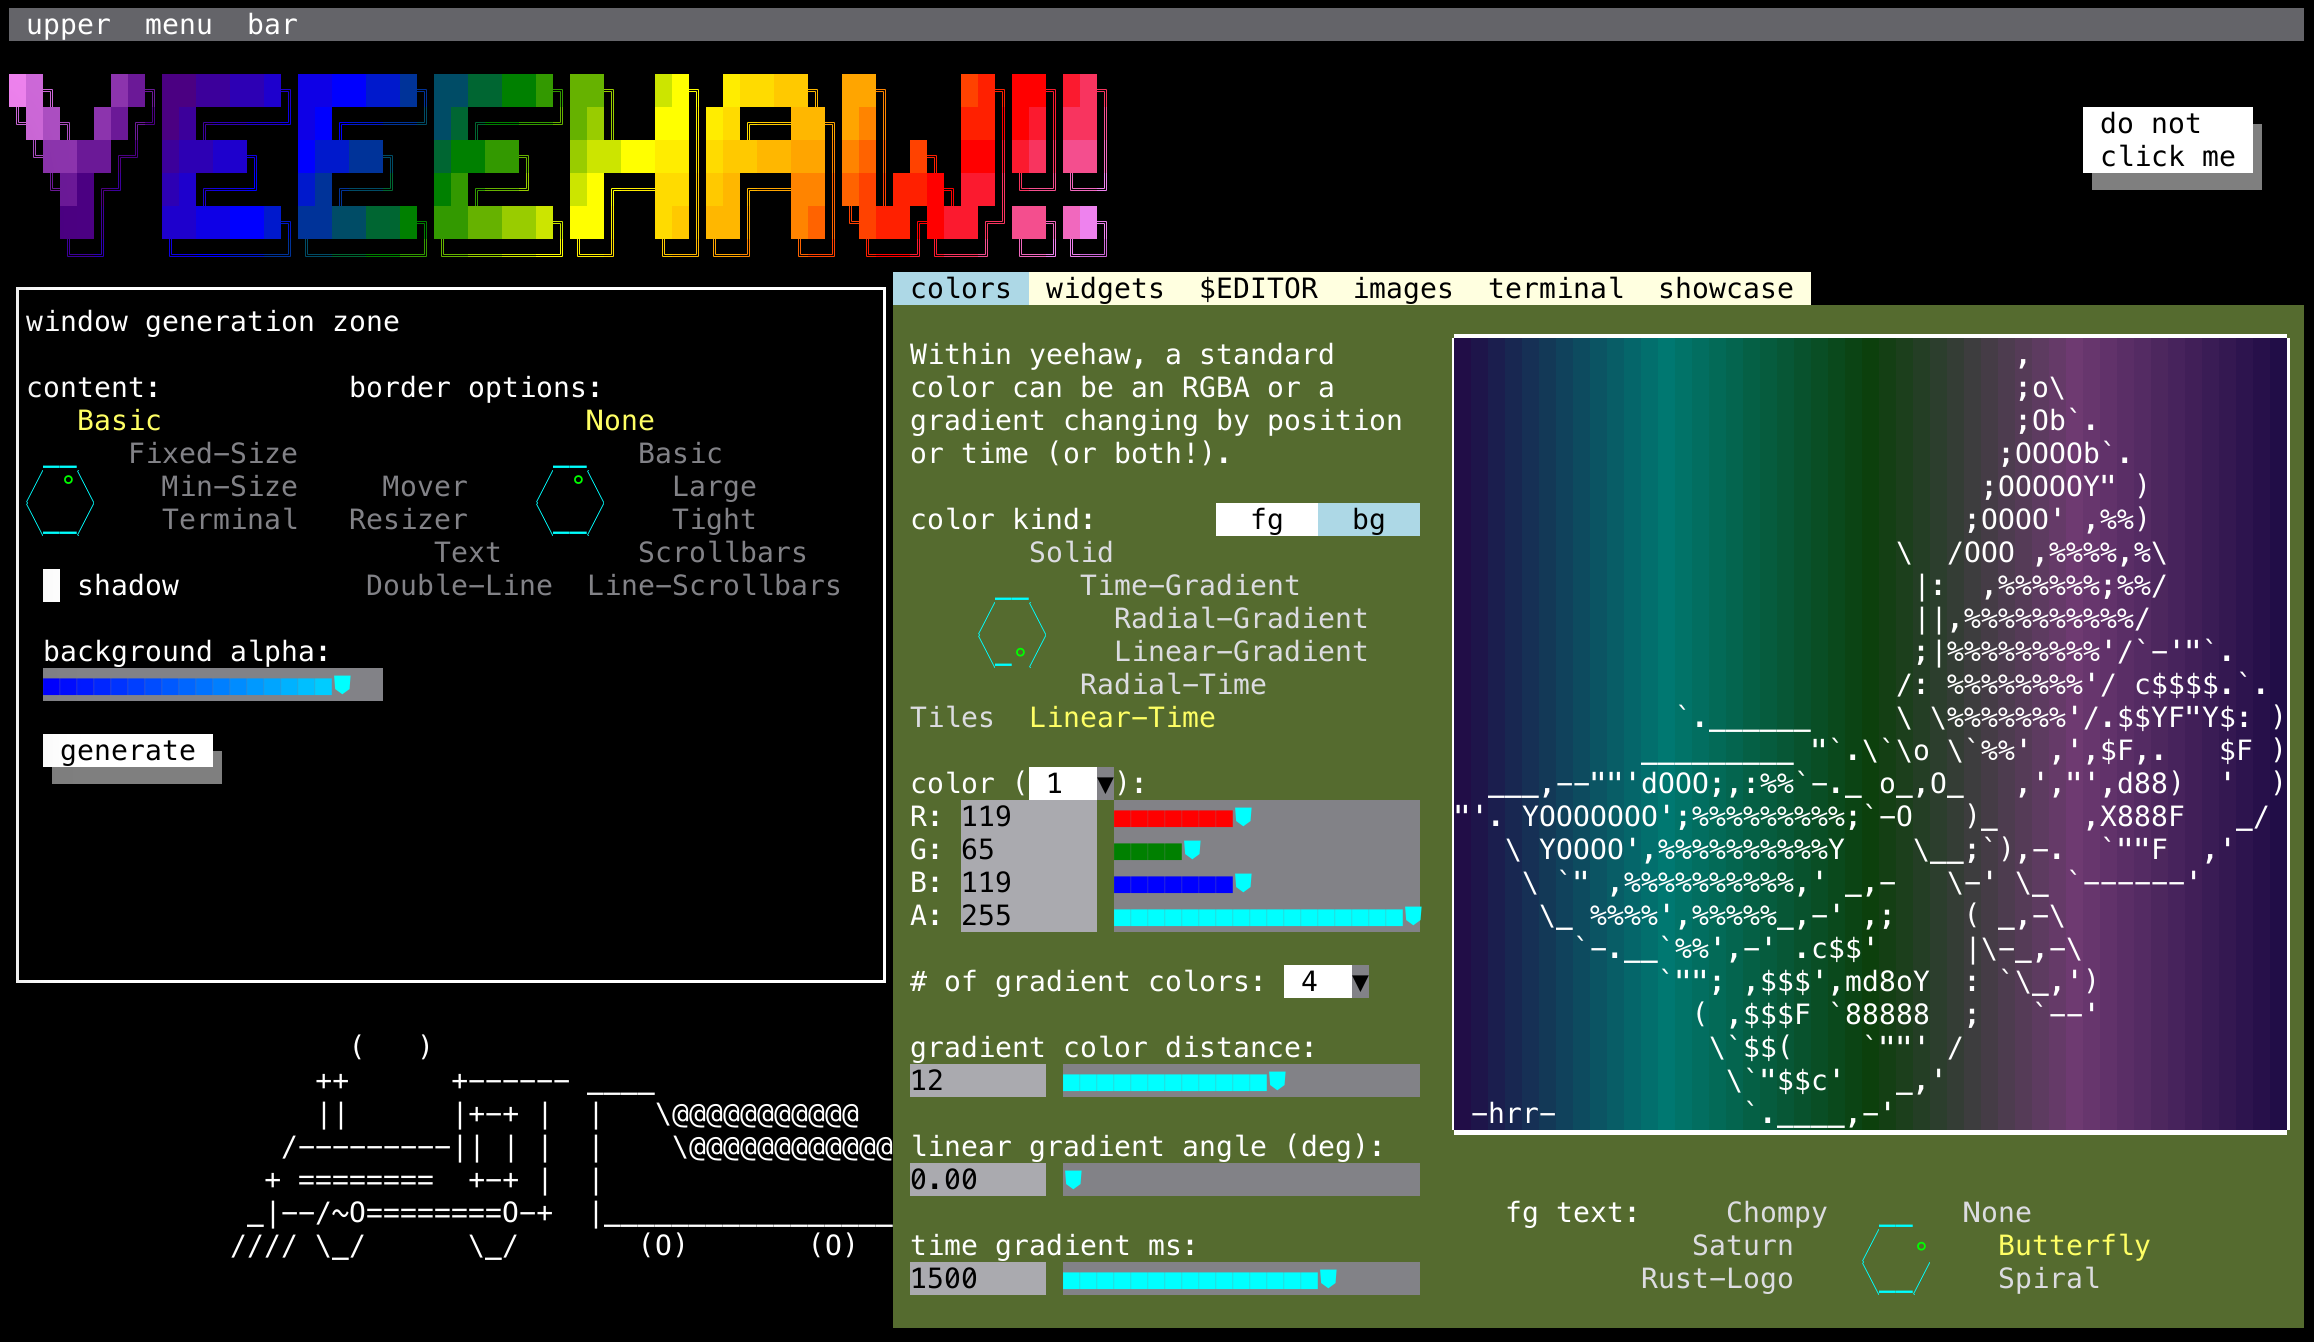 upper menu bar
YEEEHAW!!
do not
click me
window generation zone
content:
border options:
Basic
Fixed-Size
Min-Size
Terminal
None
Basic
Mover
Large
Resizer
Tight
Text
Scrollbars
Double-Line
Line-Scrollbars
shadow
background alpha:
generate
colors widgets $EDITOR images terminal showcase
Within yeehaw, a standard
color can be an RGBA or a
gradient changing by position
or time (or both!).
color kind: fg bg
Solid
Time-Gradient
Radial-Gradient
Linear-Gradient
Radial-Time
Tiles Linear-Time
color ( 1 ▼):
R: 119
G: 65
B: 119
A: 255
# of gradient colors: 4 ▼
gradient color distance:
12
linear gradient angle (deg):
0.00
time gradient ms:
1500
-hrr-
fg text:
Chompy
None
Saturn
Butterfly
Rust-Logo
Spiral